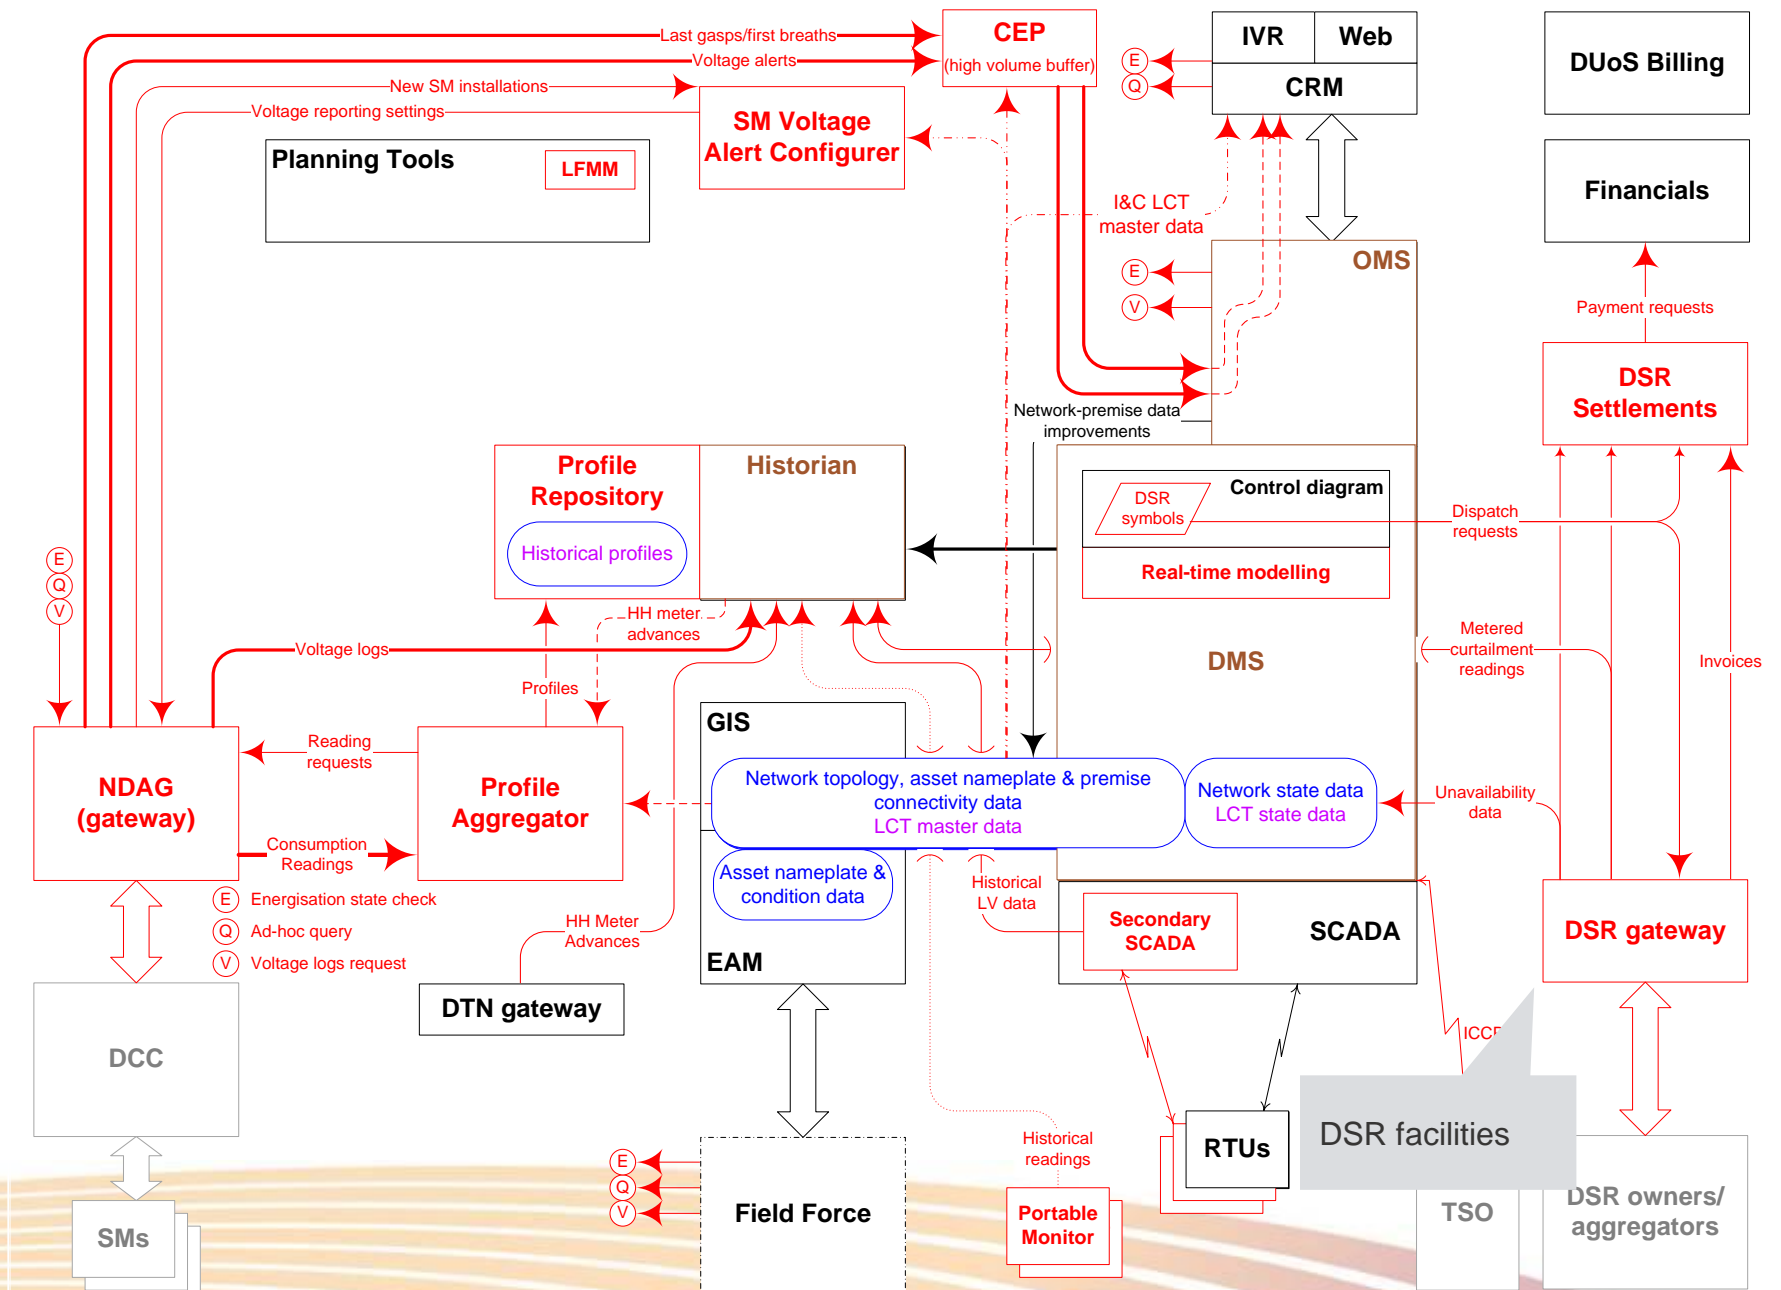 Last gasps/first breaths
Voltage alerts
New SM installations
Voltage reporting settings
CEP
(high volume buffer)
SM Voltage
Alert Configurer
Planning Tools
LFMM
IVR
Web
CRM
E
Q
DUoS Billing
Financials
I&C LCT
master data
OMS
E
V
Payment requests
DSR
Settlements
Network-premise data
improvements
Profile
Repository
Historical profiles
Historian
Control diagram
DSR
symbols
Real-time modelling
Dispatch
requests
E
Q
V
HH meter
advances
Voltage logs
Profiles
DMS
Metered
curtailment
readings
Invoices
GIS
NDAG
(gateway)
Reading
requests
Profile
Aggregator
Consumption
Readings
Network topology, asset nameplate & premise
connectivity data
LCT master data
Network state data
LCT state data
Unavailability
data
Asset nameplate &
condition data
EAM
Historical
LV data
Secondary
SCADA
SCADA
DSR gateway
E Energisation state check
Q Ad-hoc query
V Voltage logs request
HH Meter
Advances
DTN gateway
DCC
SMs
ICCP
DSR facilities
E
Q
V
Field Force
Historical
readings
Portable
Monitor
RTUs
TSO
DSR owners/
aggregators